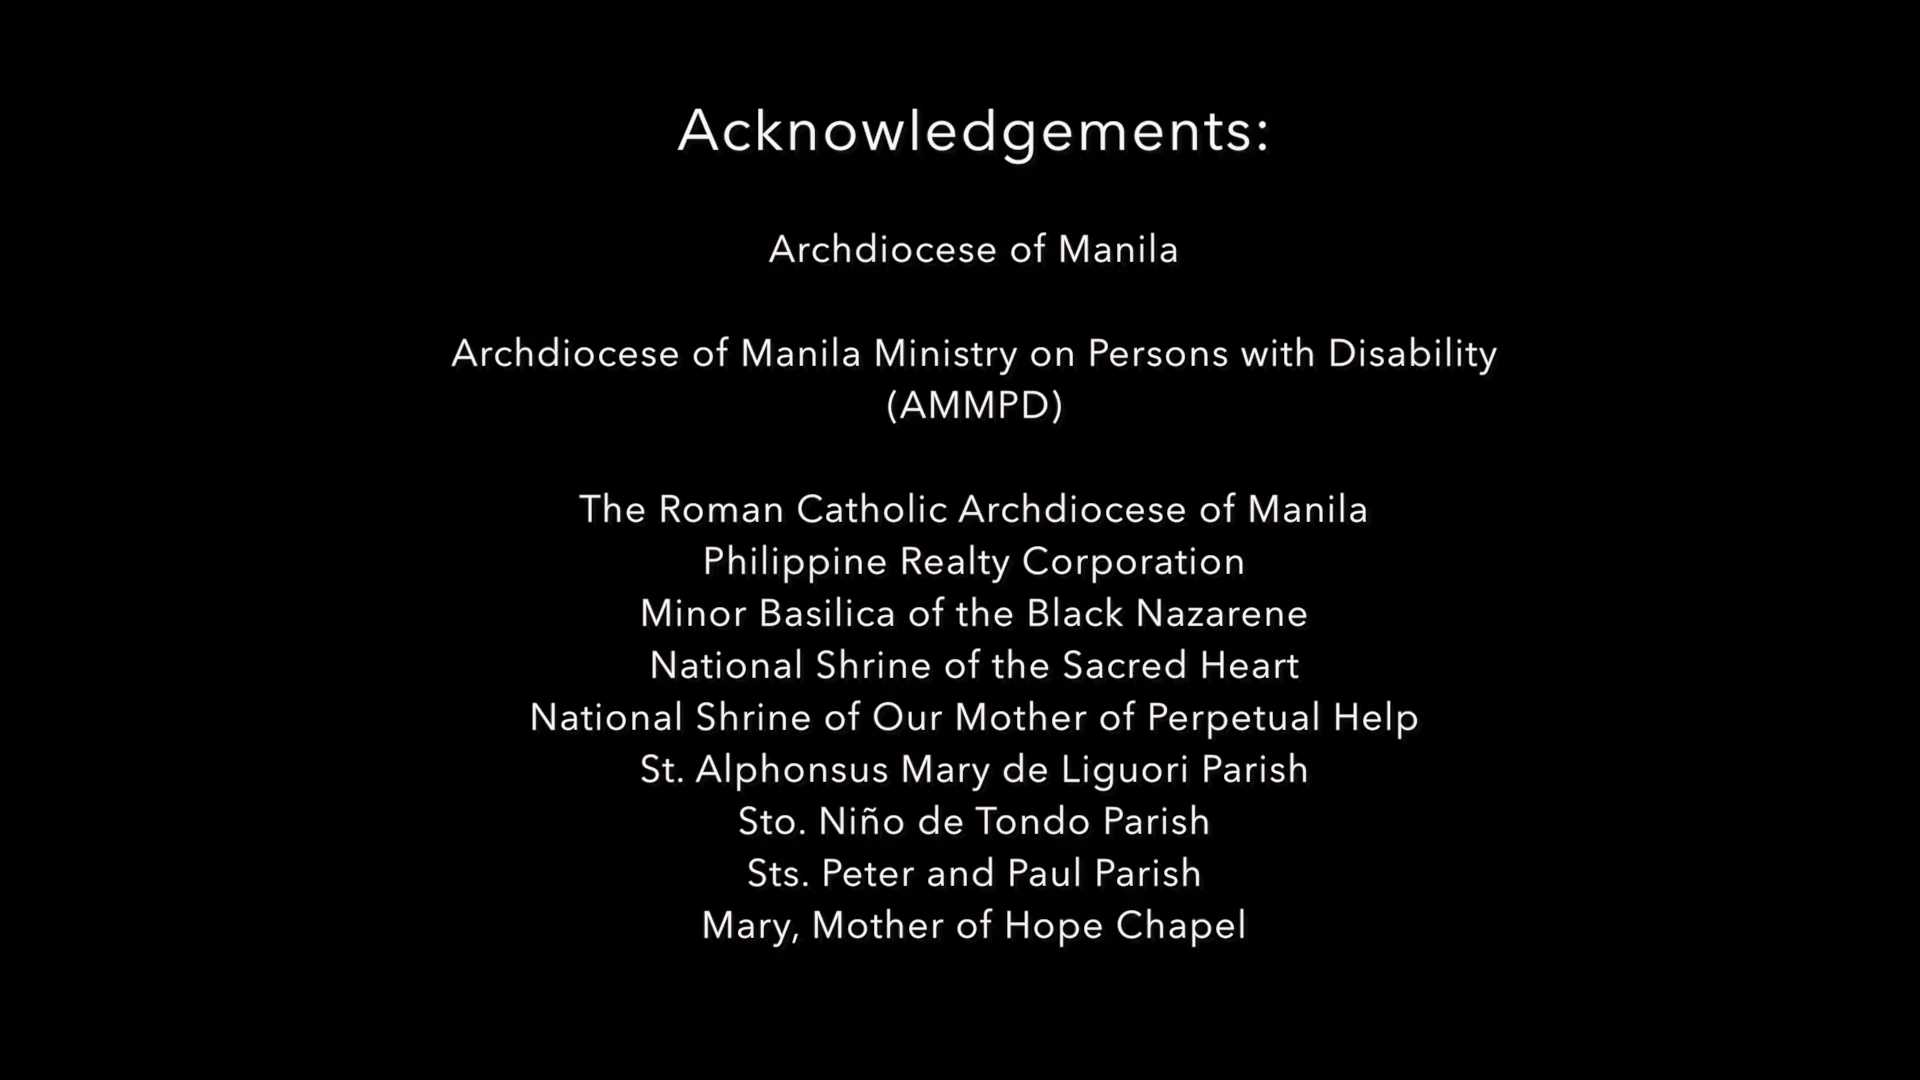 Acknowledgements:
Archdiocese of Manila
Archdiocese of Manila Ministry on Persons with Disability
(AMMPD)
The Roman Catholic Archdiocese of Manila
Philippine Realty Corporation
Minor Basilica of the Black Nazarene
National Shrine of the Sacred Heart
National Shrine of Our Mother of Perpetual Help
St. Alphonsus Mary de Liguori Parish
Sto. Niño de Tondo Parish
Sts. Peter and Paul Parish
Mary, Mother of Hope Chapel